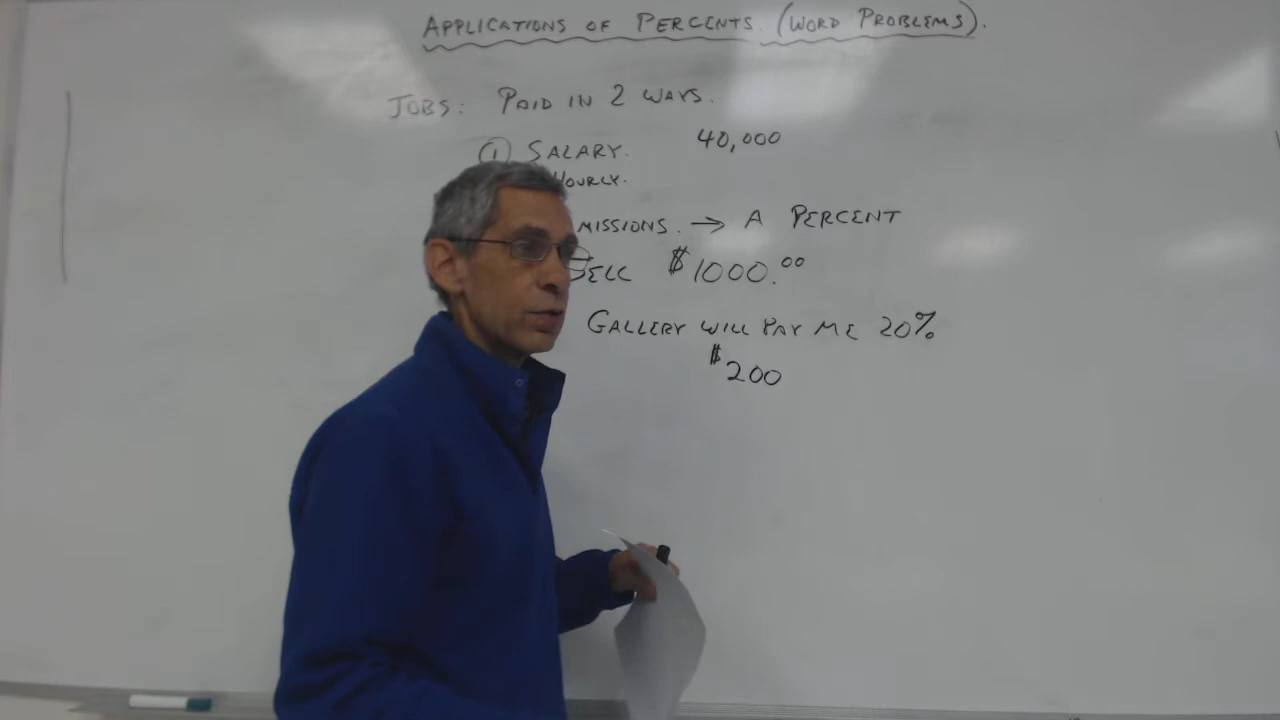 APPLICATIONS OF PERCENTS. (WORD PROBLEMS).
JOBS: PAID IN 2 WAYS.
① SALARY. 40,000
HOURLY.
MISSIONS. → A PERCENT
SELL $1000.00
GALLERY WILL PAY ME 20%
$200